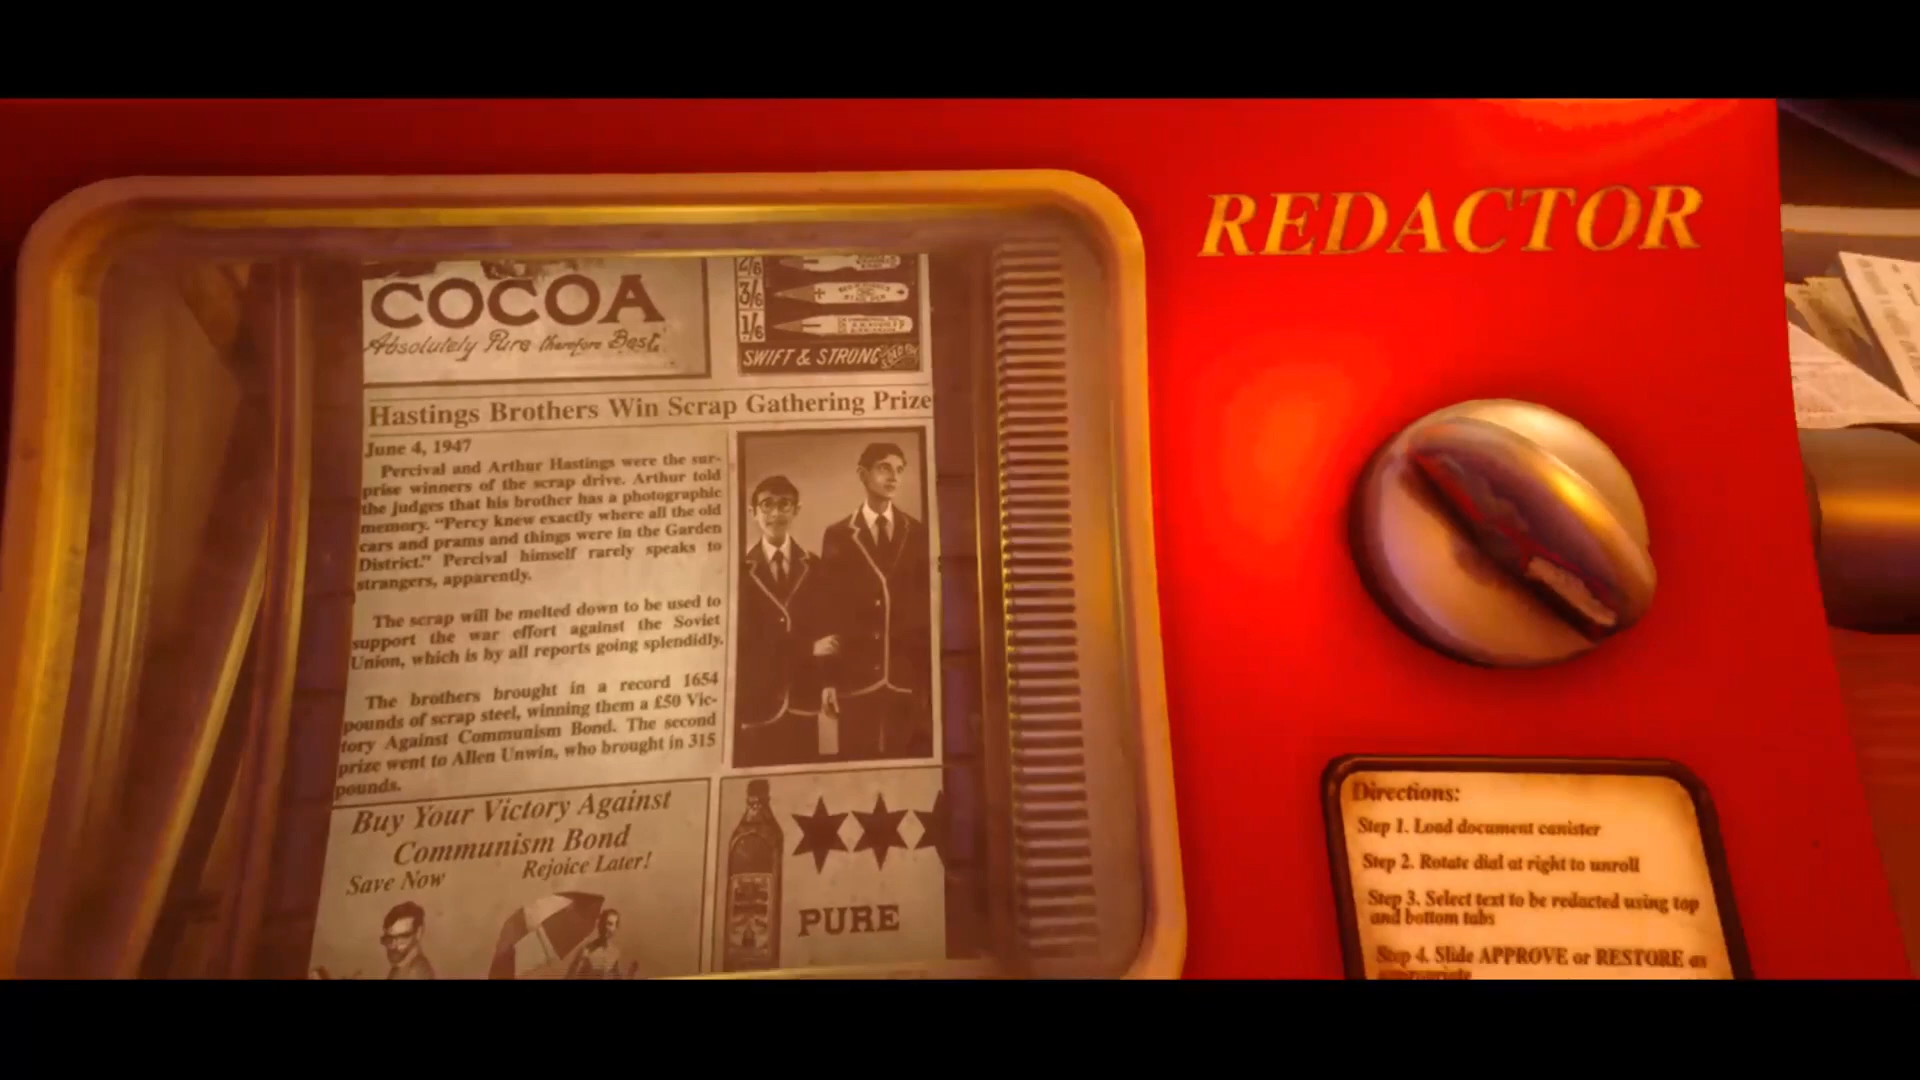 REDACTOR
COCOA
Absolutely Pure therefore Best
2/6
3/6
1/6
SWIFT & STRONG
Hastings Brothers Win Scrap Gathering Prize
June 4, 1947
Percival and Arthur Hastings were the sur-
prise winners of the scrap drive. Arthur told
the judges that his brother has a photographic
memory. “Percy knew exactly where all the old
cars and prams and things were in the Garden
District.” Percival himself rarely speaks to
strangers, apparently.
The scrap will be melted down to be used to
support the war effort against the Soviet
Union, which is by all reports going splendidly.
The brothers brought in a record 1654
pounds of scrap steel, winning them a £50 Vic-
tory Against Communism Bond. The second
prize went to Allen Unwin, who brought in 315
pounds.
Buy Your Victory Against
Communism Bond
Save Now
Rejoice Later!
PURE
Directions:
Step 1. Load document canister
Step 2. Rotate dial at right to unroll
Step 3. Select text to be redacted using top
and bottom tabs
Step 4. Slide APPROVE or RESTORE as
appropriate